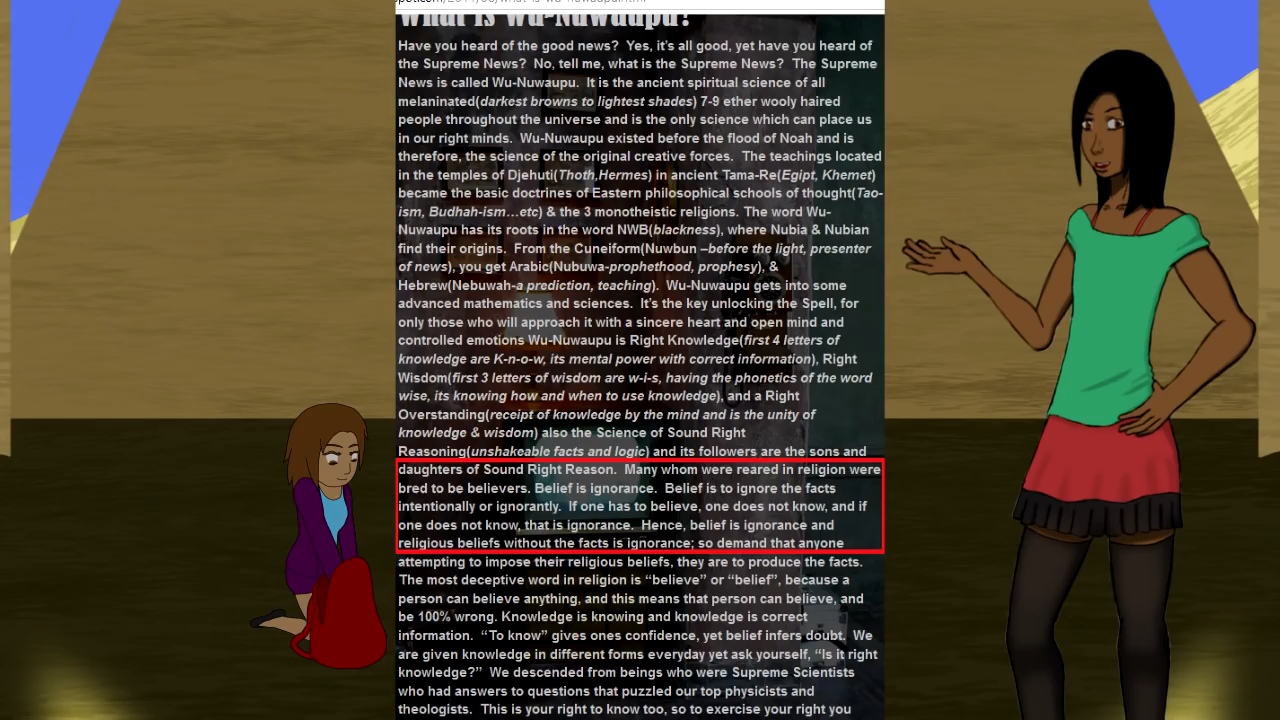 What is Wu-Nuwaupu?
Have you heard of the good news?  Yes, it's all good, yet have you heard of
the Supreme News?  No, tell me, what is the Supreme News?  The Supreme
News is called Wu-Nuwaupu.  It is the ancient spiritual science of all
melaninated(darkest browns to lightest shades) 7-9 ether wooly haired
people throughout the universe and is the only science which can place us
in our right minds.  Wu-Nuwaupu existed before the flood of Noah and is
therefore, the science of the original creative forces.  The teachings located
in the temples of Djehuti(Thoth,Hermes) in ancient Tama-Re(Egipt, Khemet)
became the basic doctrines of Eastern philosophical schools of thought(Tao-
ism, Budhah-ism...etc) & the 3 monotheistic religions. The word Wu-
Nuwaupu has its roots in the word NWB(blackness), where Nubia & Nubian
find their origins.  From the Cuneiform(Nuwbun –before the light, presenter
of news), you get Arabic(Nubuwa-prophethood, prophesy), &
Hebrew(Nebuwah-a prediction, teaching).  Wu-Nuwaupu gets into some
advanced mathematics and sciences.  It's the key unlocking the Spell, for
only those who will approach it with a sincere heart and open mind and
controlled emotions Wu-Nuwaupu is Right Knowledge(first 4 letters of
knowledge are K-n-o-w, its mental power with correct information), Right
Wisdom(first 3 letters of wisdom are w-i-s, having the phonetics of the word
wise, its knowing how and when to use knowledge), and a Right
Overstanding(receipt of knowledge by the mind and is the unity of
knowledge & wisdom) also the Science of Sound Right
Reasoning(unshakeable facts and logic) and its followers are the sons and
daughters of Sound Right Reason.  Many whom were reared in religion were
bred to be believers. Belief is ignorance.  Belief is to ignore the facts
intentionally or ignorantly.  If one has to believe, one does not know, and if
one does not know, that is ignorance.  Hence, belief is ignorance and
religious beliefs without the facts is ignorance; so demand that anyone
attempting to impose their religious beliefs, they are to produce the facts.
The most deceptive word in religion is “believe” or “belief”, because a
person can believe anything, and this means that person can believe, and
be 100% wrong. Knowledge is knowing and knowledge is correct
information.  “To know” gives ones confidence, yet belief infers doubt.  We
are given knowledge in different forms everyday yet ask yourself, “Is it right
knowledge?”  We descended from beings who were Supreme Scientists
who had answers to questions that puzzled our top physicists and
theologists.  This is your right to know too, so to exercise your right you